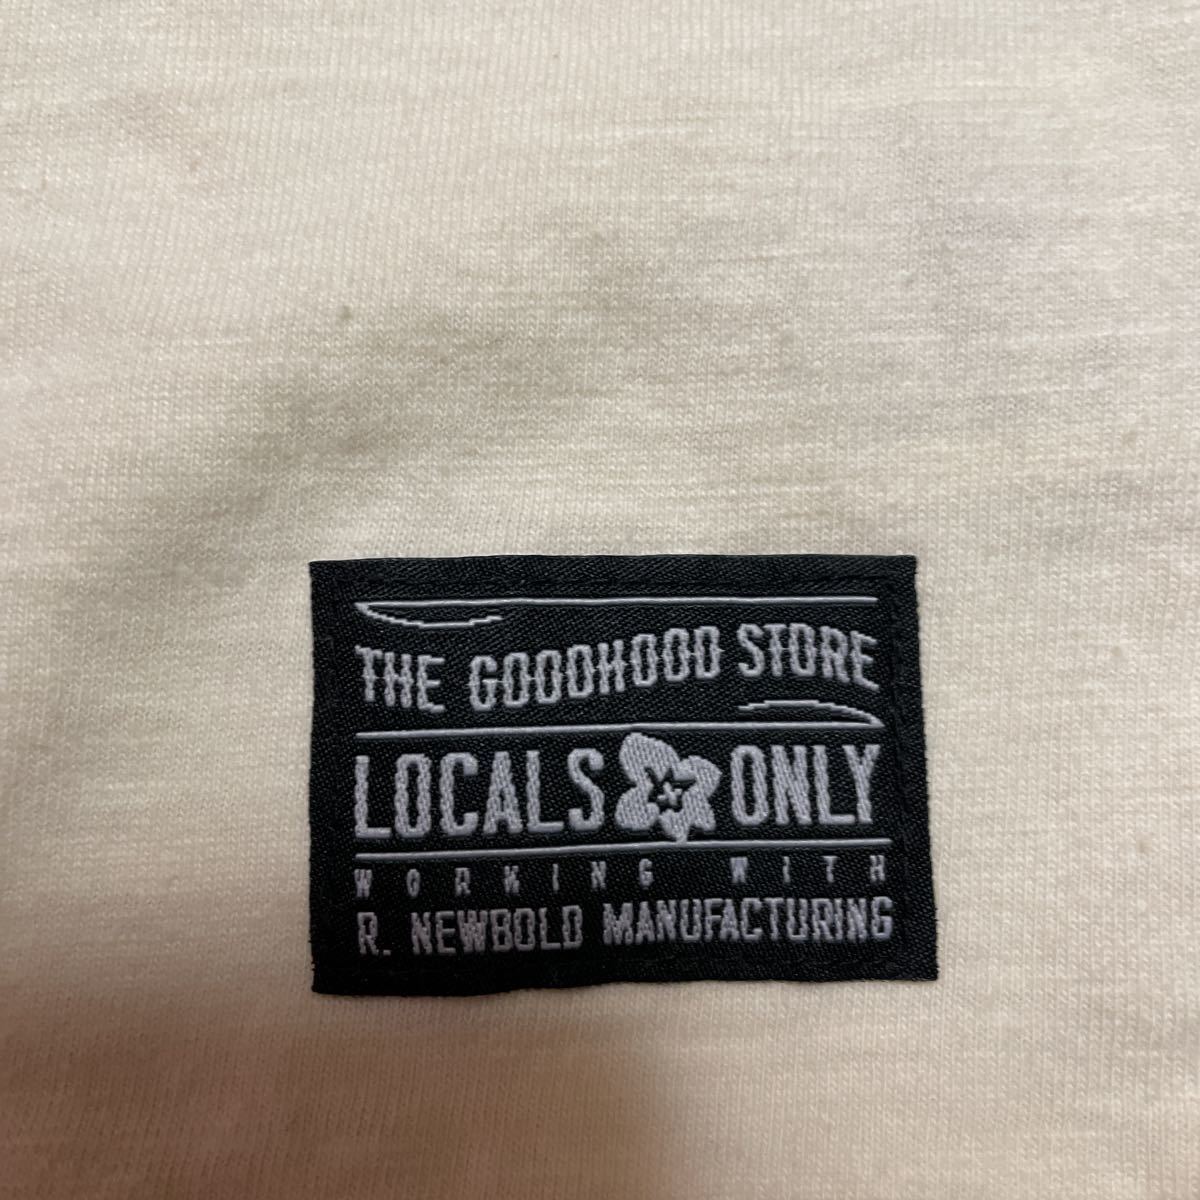 THE GOODHOOD STORE
LOCALS ONLY
WORKING WITH
R. NEWBOLD MANUFACTURING